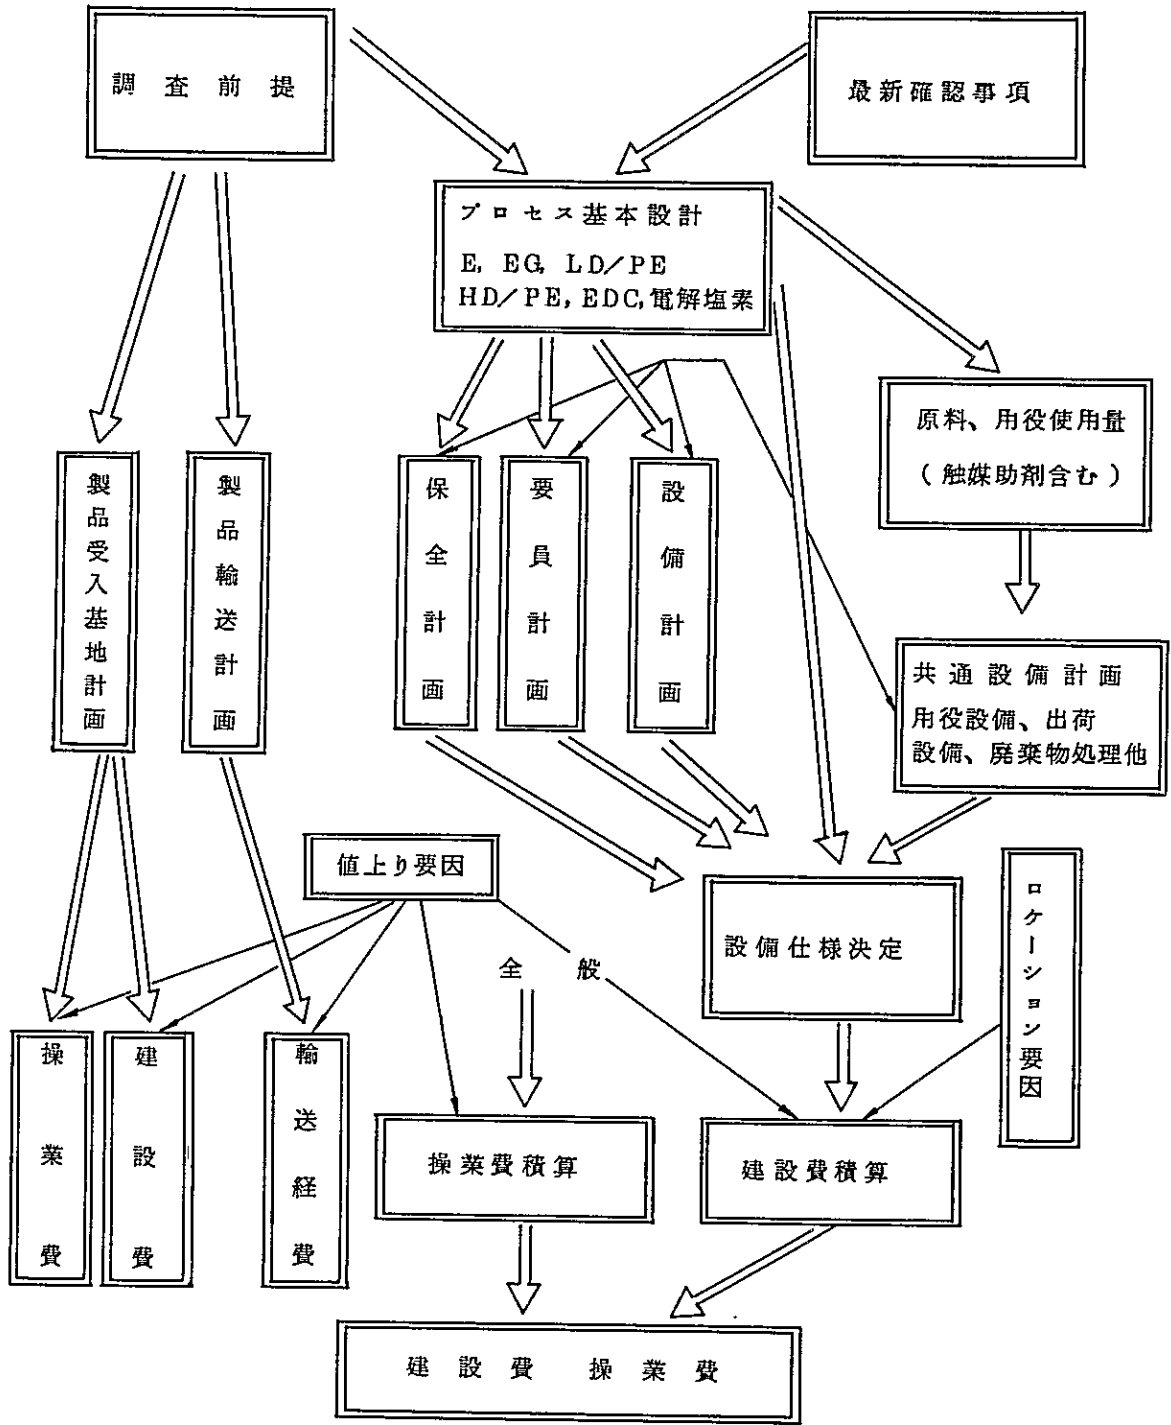 調査前提
最新確認事項
プロセス基本設計
E, EG, LD/PE
HD/PE, EDC, 電解塩素
原料、用役使用量
(触媒助剤含む)
製品受入基地計画
製品輸送計画
保全計画
要員計画
設備計画
共通設備計画
用役設備、出荷
設備、廃棄物処理他
値上り要因
ロケーション要因
設備仕様決定
全般
操業費
建設費
輸送経費
操業費積算
建設費積算
建設費 操業費